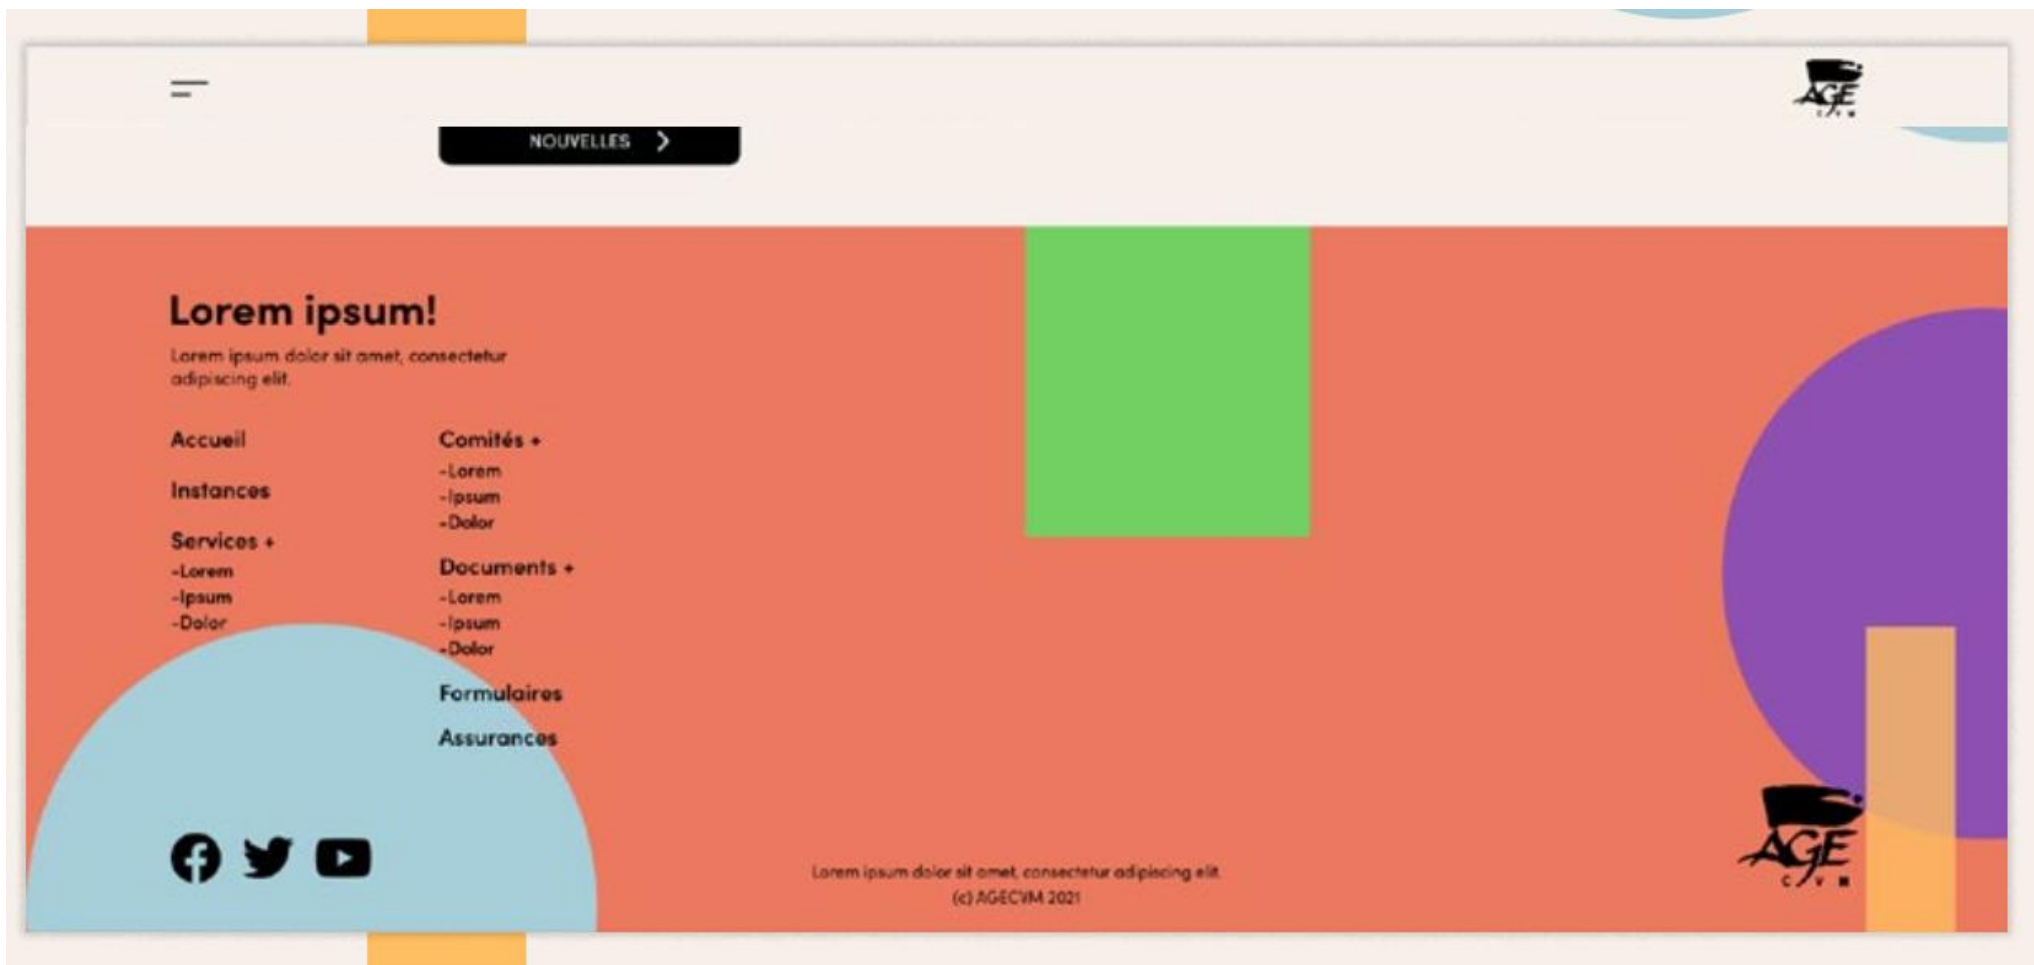 AGE
C V M
NOUVELLES
Lorem ipsum!
Lorem ipsum dolor sit amet, consectetur
adipiscing elit.
Accueil
Instances
Services +
-Lorem
-Ipsum
-Dolor
Comités +
-Lorem
-Ipsum
-Dolor
Documents +
-Lorem
-Ipsum
-Dolor
Formulaires
Assurances
Lorem ipsum dolor sit amet, consectetur adipiscing elit.
(c) AGECVM 2021
AGE
C V M